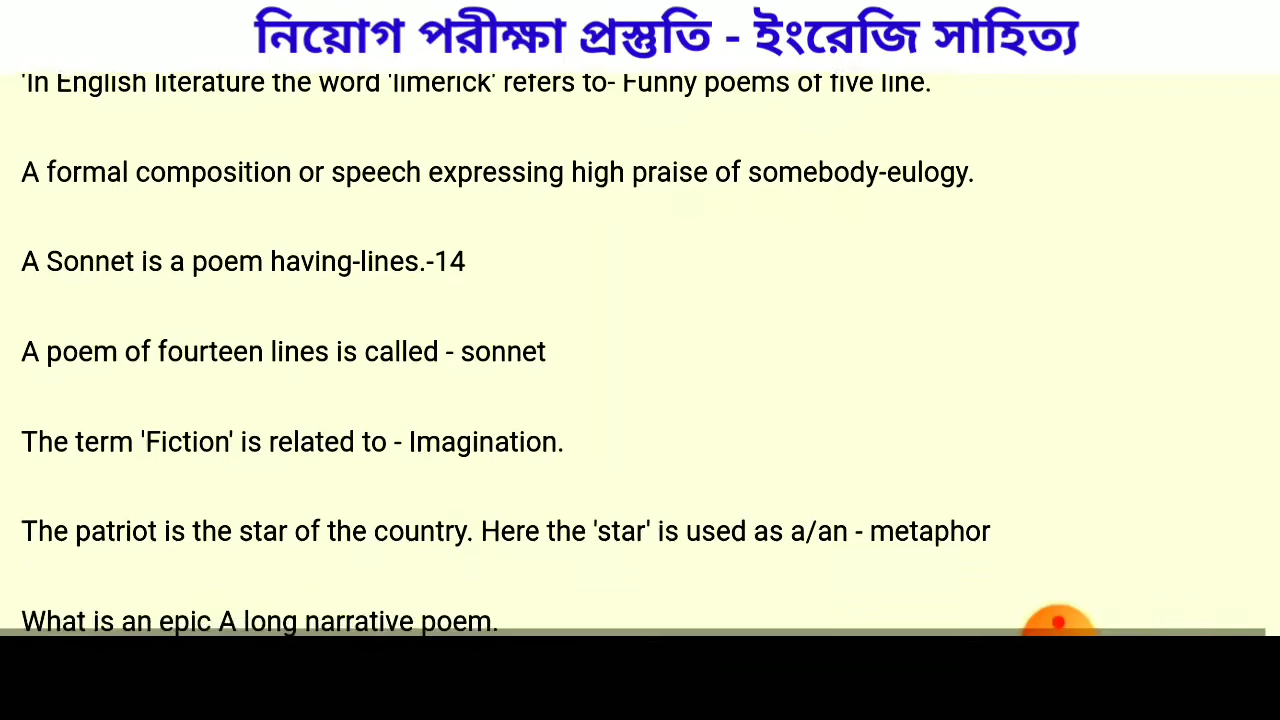 নিয়োগ পরীক্ষা প্রস্তুতি - ইংরেজি সাহিত্য
'In English literature the word 'limerick' refers to- Funny poems of five line.
A formal composition or speech expressing high praise of somebody-eulogy.
A Sonnet is a poem having-lines.-14
A poem of fourteen lines is called - sonnet
The term 'Fiction' is related to - Imagination.
The patriot is the star of the country. Here the 'star' is used as a/an - metaphor
What is an epic A long narrative poem.